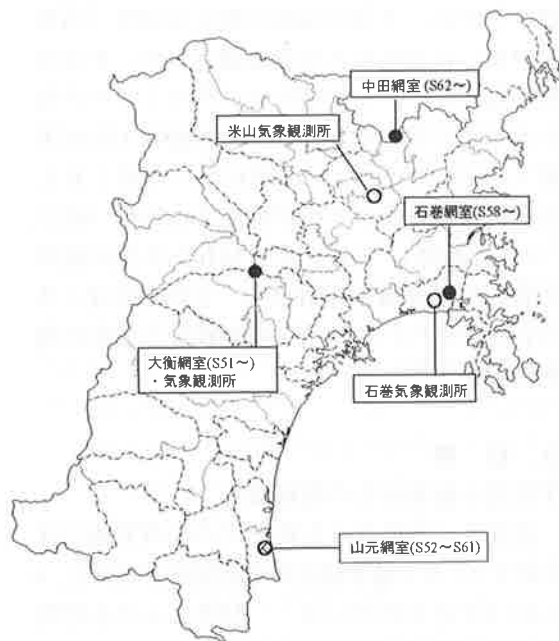 中田網室(S62～)
米山気象観測所
石巻網室(S58～)
大衡網室(S51～)
・気象観測所
石巻気象観測所
山元網室(S52～S61)